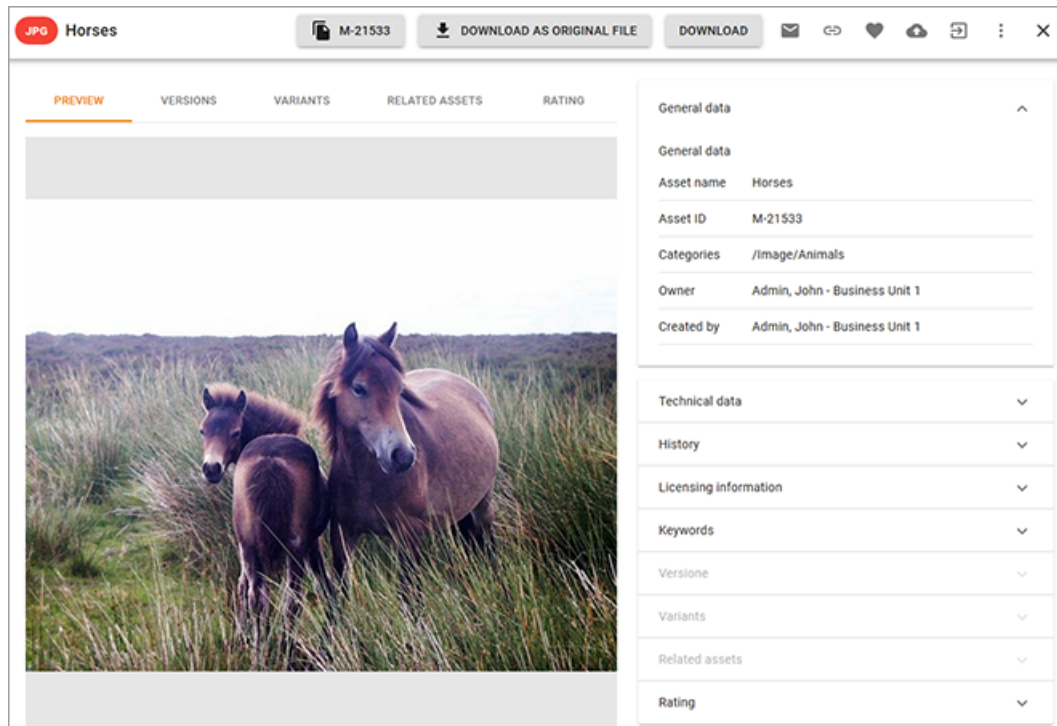 JPG Horses M-21533 DOWNLOAD AS ORIGINAL FILE DOWNLOAD
PREVIEW VERSIONS VARIANTS RELATED ASSETS RATING
General data
General data
Asset name Horses
Asset ID M-21533
Categories /Image/Animals
Owner Admin, John - Business Unit 1
Created by Admin, John - Business Unit 1
Technical data
History
Licensing information
Keywords
Versione
Variants
Related assets
Rating